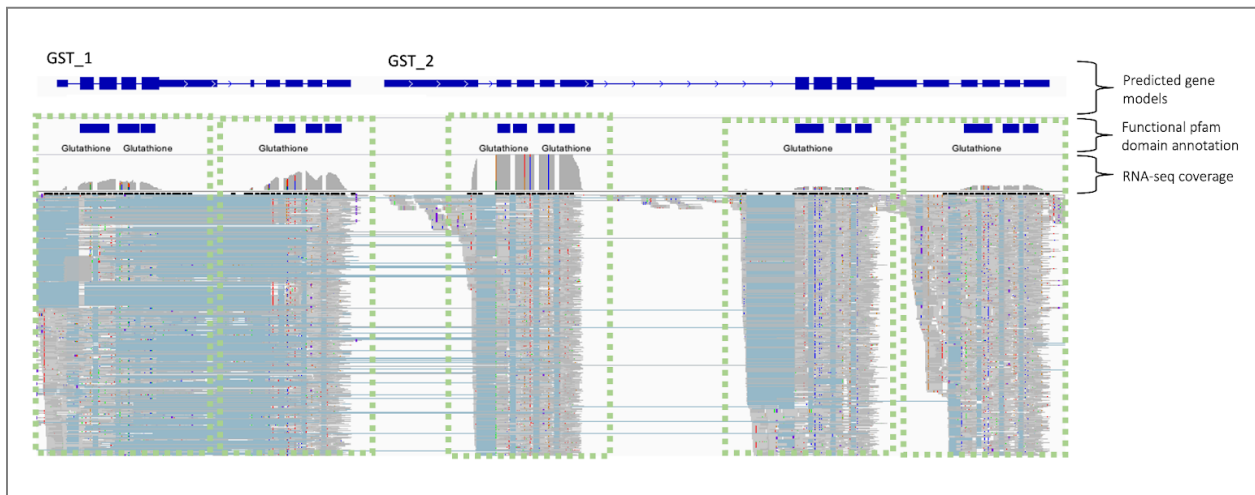 GST_1
GST_2
Predicted gene
models
Functional pfam
domain annotation
Glutathione Glutathione Glutathione Glutathione Glutathione Glutathione Glutathione
RNA-seq coverage